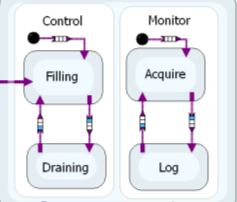 Control
Filling
Draining
Monitor
Acquire
Log